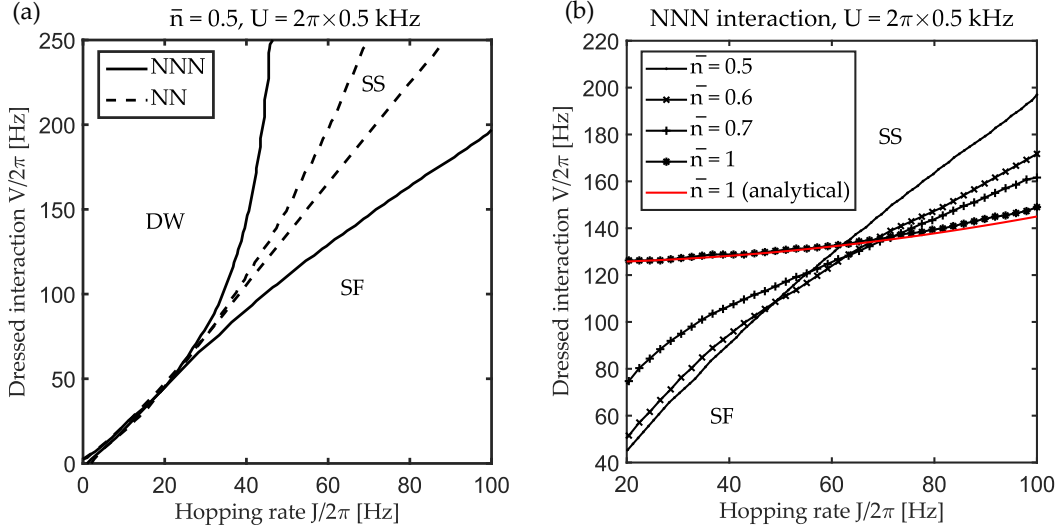 (a)
n̄ = 0.5, U = 2π×0.5 kHz
Dressed interaction V/2π [Hz]
250
200
150
100
50
0
NNN
NN
SS
DW
SF
0 20 40 60 80 100
Hopping rate J/2π [Hz]
(b)
NNN interaction, U = 2π×0.5 kHz
Dressed interaction V/2π [Hz]
220
200
180
160
140
120
100
80
60
40
n̄ = 0.5
n̄ = 0.6
n̄ = 0.7
n̄ = 1
n̄ = 1 (analytical)
SS
SF
20 40 60 80 100
Hopping rate J/2π [Hz]